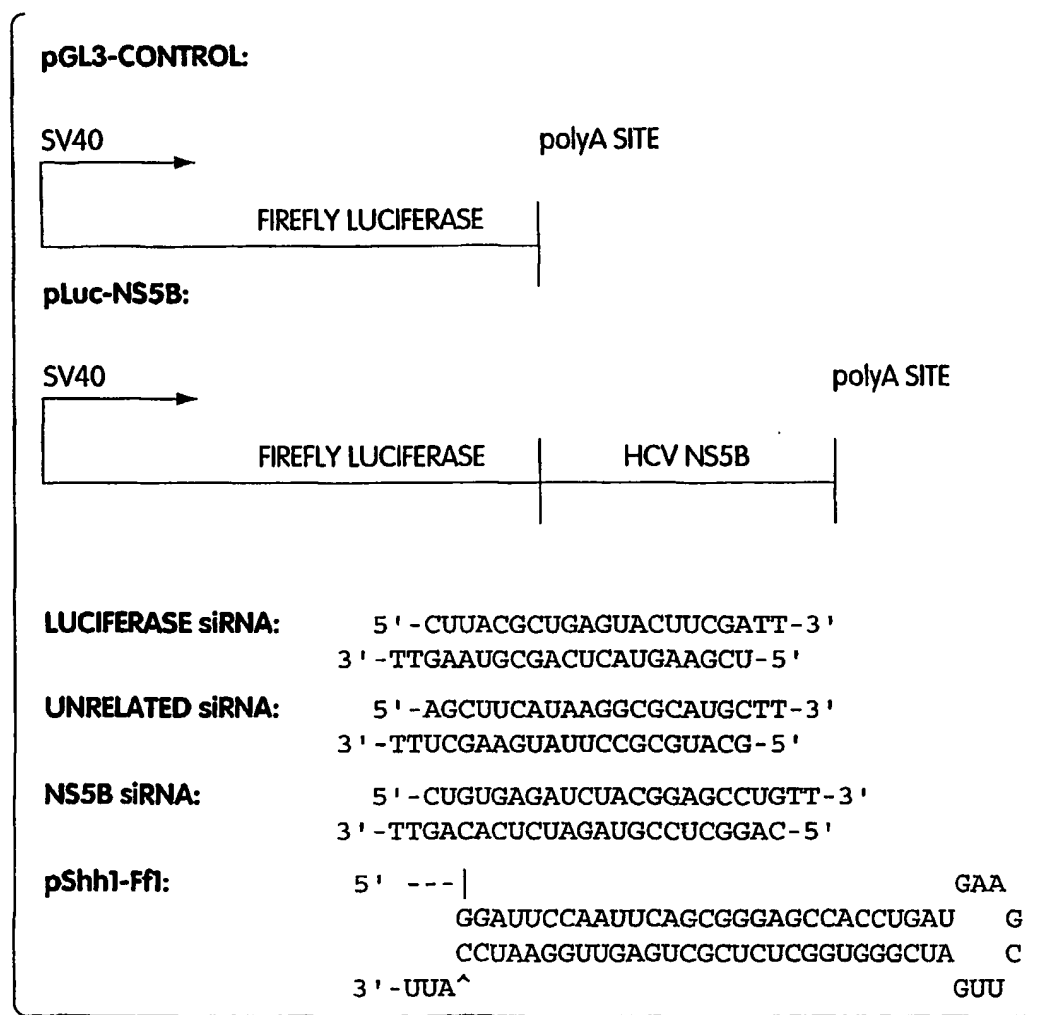 pGL3-CONTROL:
SV40
polyA SITE
FIREFLY LUCIFERASE
pLuc-NS5B:
SV40
polyA SITE
FIREFLY LUCIFERASE
HCV NS5B
LUCIFERASE siRNA: 5'-CUUACGCUGAGUACUUCGATT-3'
3'-TTGAAUGCGACUCAUGAAGCU-5'
UNRELATED siRNA: 5'-AGCUUCAUAAGGCGCAUGCTT-3'
3'-TTUCGAAGUAUUCCGCGUACG-5'
NS5B siRNA: 5'-CUGUGAGAUCUACGGAGCCUGTT-3'
3'-TTGACACUCUAGAUGCCUCGGAC-5'
pShh1-Ff1: 5' ---| GAA
GGAUUCCAAUUCAGCGGGAGCCACCUGAU G
CCUAAGGUUGAGUCGCUCUCGGUGGGCUA C
3'-UUA^ GUU